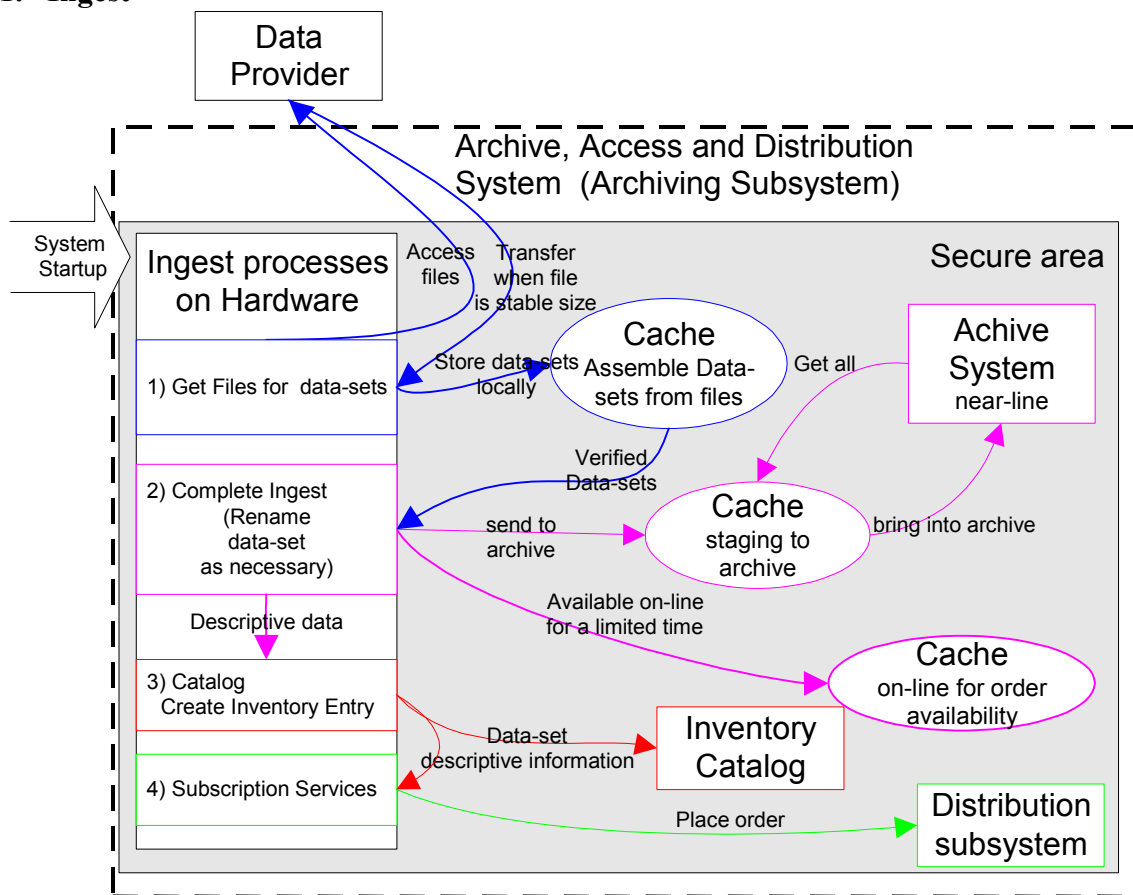 1. Ingest
Data
Provider
Archive, Access and Distribution
System (Archiving Subsystem)
System
Startup
Secure area
Ingest processes
on Hardware
Access
files
Transfer
when file
is stable size
1) Get Files for data-sets
Store data-sets
locally
Cache
Assemble Data-
sets from files
Get all
Achive
System
near-line
Verified
Data-sets
2) Complete Ingest
(Rename
data-set
as necessary)
send to
archive
Cache
staging to
archive
bring into archive
Descriptive data
Available on-line
for a limited time
Cache
on-line for order
availability
3) Catalog
Create Inventory Entry
Data-set
descriptive information
Inventory
Catalog
4) Subscription Services
Place order
Distribution
subsystem